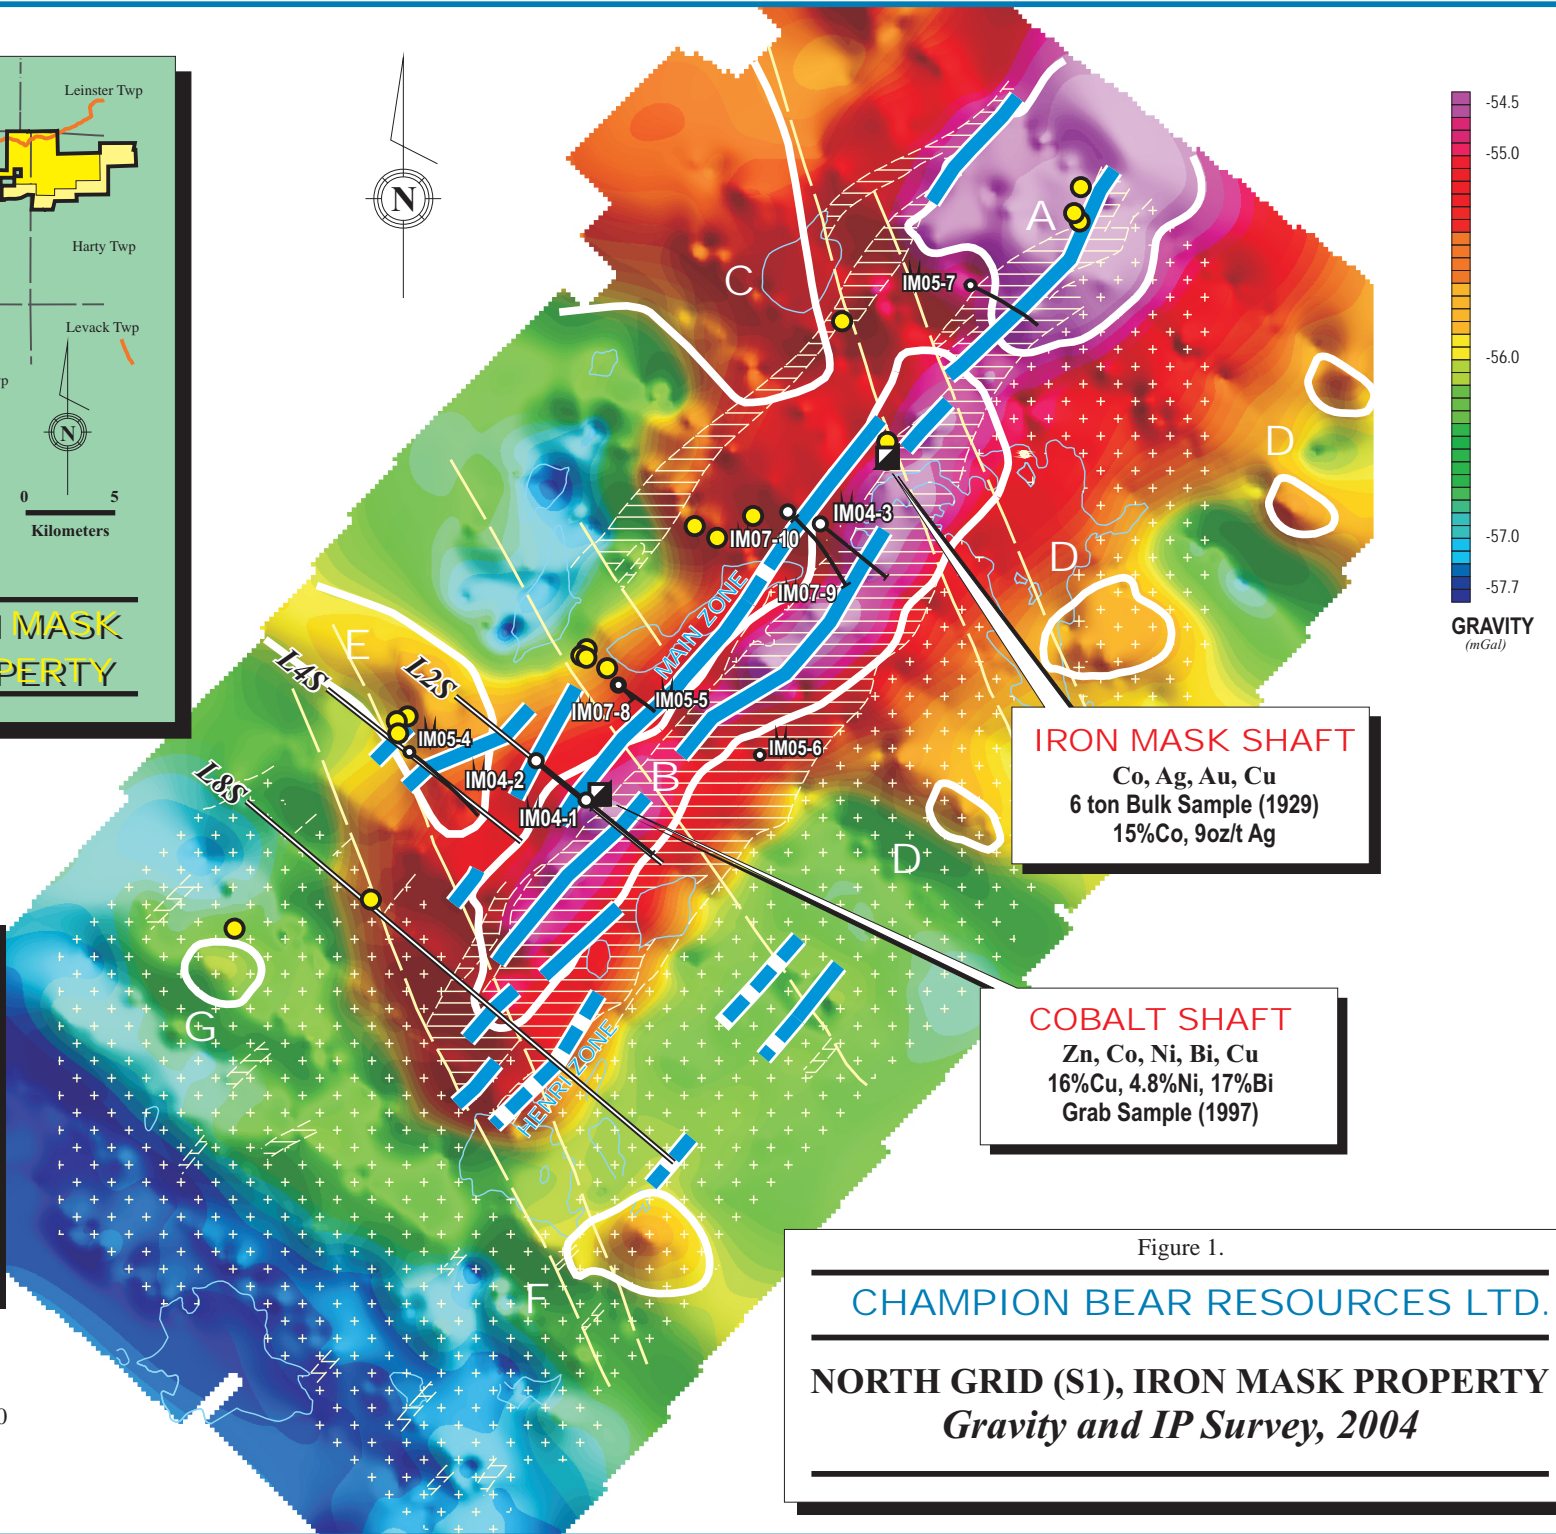 Leinster Twp
Harty Twp
Levack Twp
N
0 5
Kilometers
MASK
PERTY
N
-54.5
-55.0
-56.0
-57.0
-57.7
GRAVITY
(mGal)
A
C
IM05-7
D
IM04-3
IM07-10
D
IM07-9
MAIN ZONE
E
L4S
L2S
IM05-5
IM07-8
IM05-4
IM05-6
B
IM04-2
L8S
IM04-1
D
G
HENRI ZONE
F
IRON MASK SHAFT
Co, Ag, Au, Cu
6 ton Bulk Sample (1929)
15%Co, 9oz/t Ag
COBALT SHAFT
Zn, Co, Ni, Bi, Cu
16%Cu, 4.8%Ni, 17%Bi
Grab Sample (1997)
Figure 1.
CHAMPION BEAR RESOURCES LTD.
NORTH GRID (S1), IRON MASK PROPERTY
Gravity and IP Survey, 2004